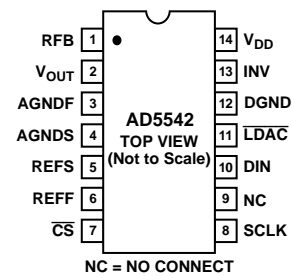 RFB 1 14 VDD
VOUT 2 13 INV
AGNDF 3 12 DGND
AGNDS 4 11 LDAC
REFS 5 10 DIN
REFF 6 9 NC
CS 7 8 SCLK
AD5542
TOP VIEW
(Not to Scale)
NC = NO CONNECT